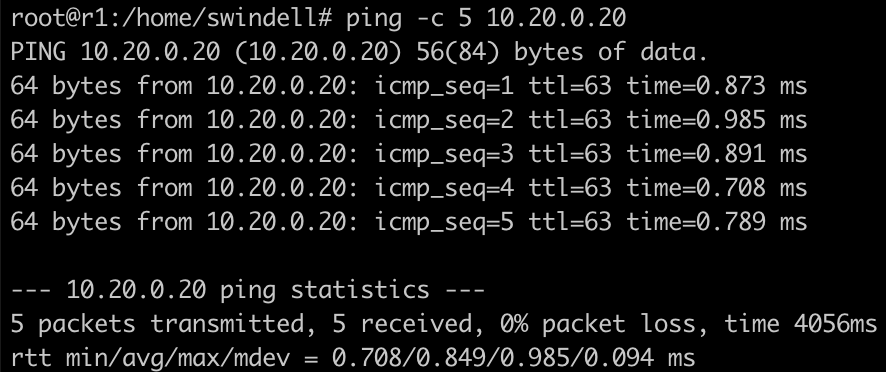 root@r1:/home/swindell# ping -c 5 10.20.0.20
PING 10.20.0.20 (10.20.0.20) 56(84) bytes of data.
64 bytes from 10.20.0.20: icmp_seq=1 ttl=63 time=0.873 ms
64 bytes from 10.20.0.20: icmp_seq=2 ttl=63 time=0.985 ms
64 bytes from 10.20.0.20: icmp_seq=3 ttl=63 time=0.891 ms
64 bytes from 10.20.0.20: icmp_seq=4 ttl=63 time=0.708 ms
64 bytes from 10.20.0.20: icmp_seq=5 ttl=63 time=0.789 ms
--- 10.20.0.20 ping statistics ---
5 packets transmitted, 5 received, 0% packet loss, time 4056ms
rtt min/avg/max/mdev = 0.708/0.849/0.985/0.094 ms